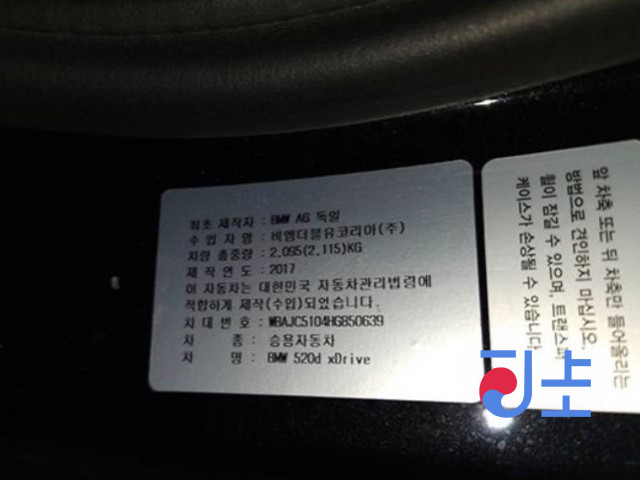 최초 제작자 : BMW AG 독일
수 입 자 명 : 비엠더블유코리아(주)
차량 총중량 : 2,095(2,115)KG
제 작 연 도 : 2017
이 자동차는 대한민국 자동차관리법령에
적합하게 제작(수입)되었습니다.
차 대 번 호 : WBAJC5104HG850639
차 종 : 승용자동차
차 명 : BMW 520d xDrive
앞 차축 또는 뒤 차축만 들어올리는
방법으로 견인하지 마십시오.
휠이 잠길 수 있으며, 트랜스퍼
케이스가 손상될 수 있습니다.